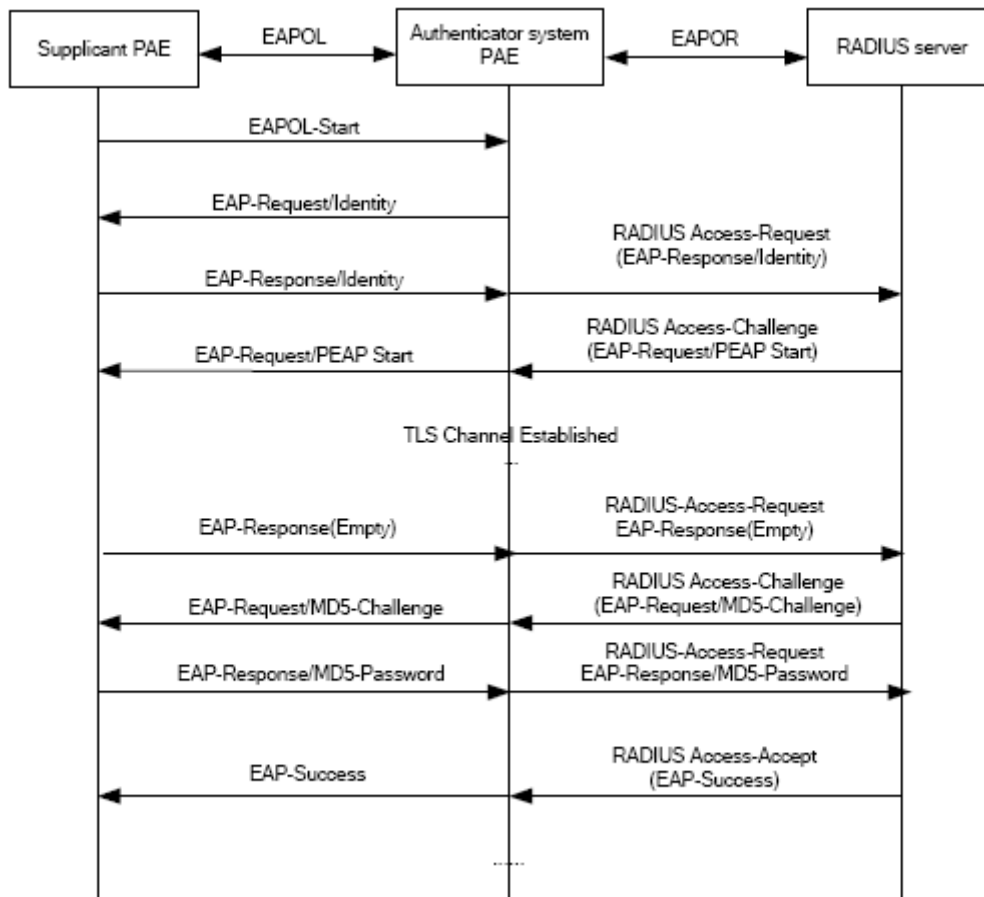 Supplicant PAE
EAPOL
Authenticator system
PAE
EAPOR
RADIUS server
EAPOL-Start
EAP-Request/Identity
RADIUS Access-Request
(EAP-Response/Identity)
EAP-Response/Identity
RADIUS Access-Challenge
(EAP-Request/PEAP Start)
EAP-Request/PEAP Start
TLS Channel Established
RADIUS-Access-Request
EAP-Response(Empty)
EAP-Response(Empty)
RADIUS Access-Challenge
(EAP-Request/MD5-Challenge)
EAP-Request/MD5-Challenge
RADIUS-Access-Request
EAP-Response/MD5-Password
EAP-Response/MD5-Password
RADIUS Access-Accept
(EAP-Success)
EAP-Success